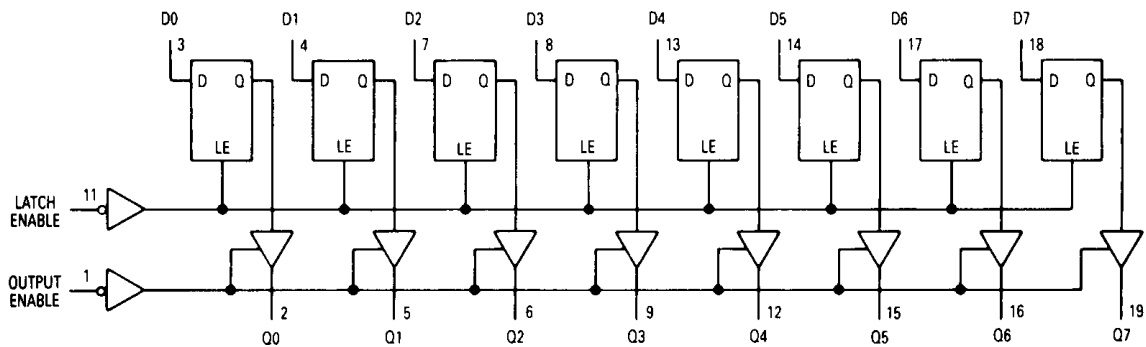 D0 D1 D2 D3 D4 D5 D6 D7
3 4 7 8 13 14 17 18
D Q D Q D Q D Q D Q D Q D Q D Q
LE LE LE LE LE LE LE LE
LATCH 11
ENABLE
OUTPUT 1
ENABLE
2 5 6 9 12 15 16 19
Q0 Q1 Q2 Q3 Q4 Q5 Q6 Q7